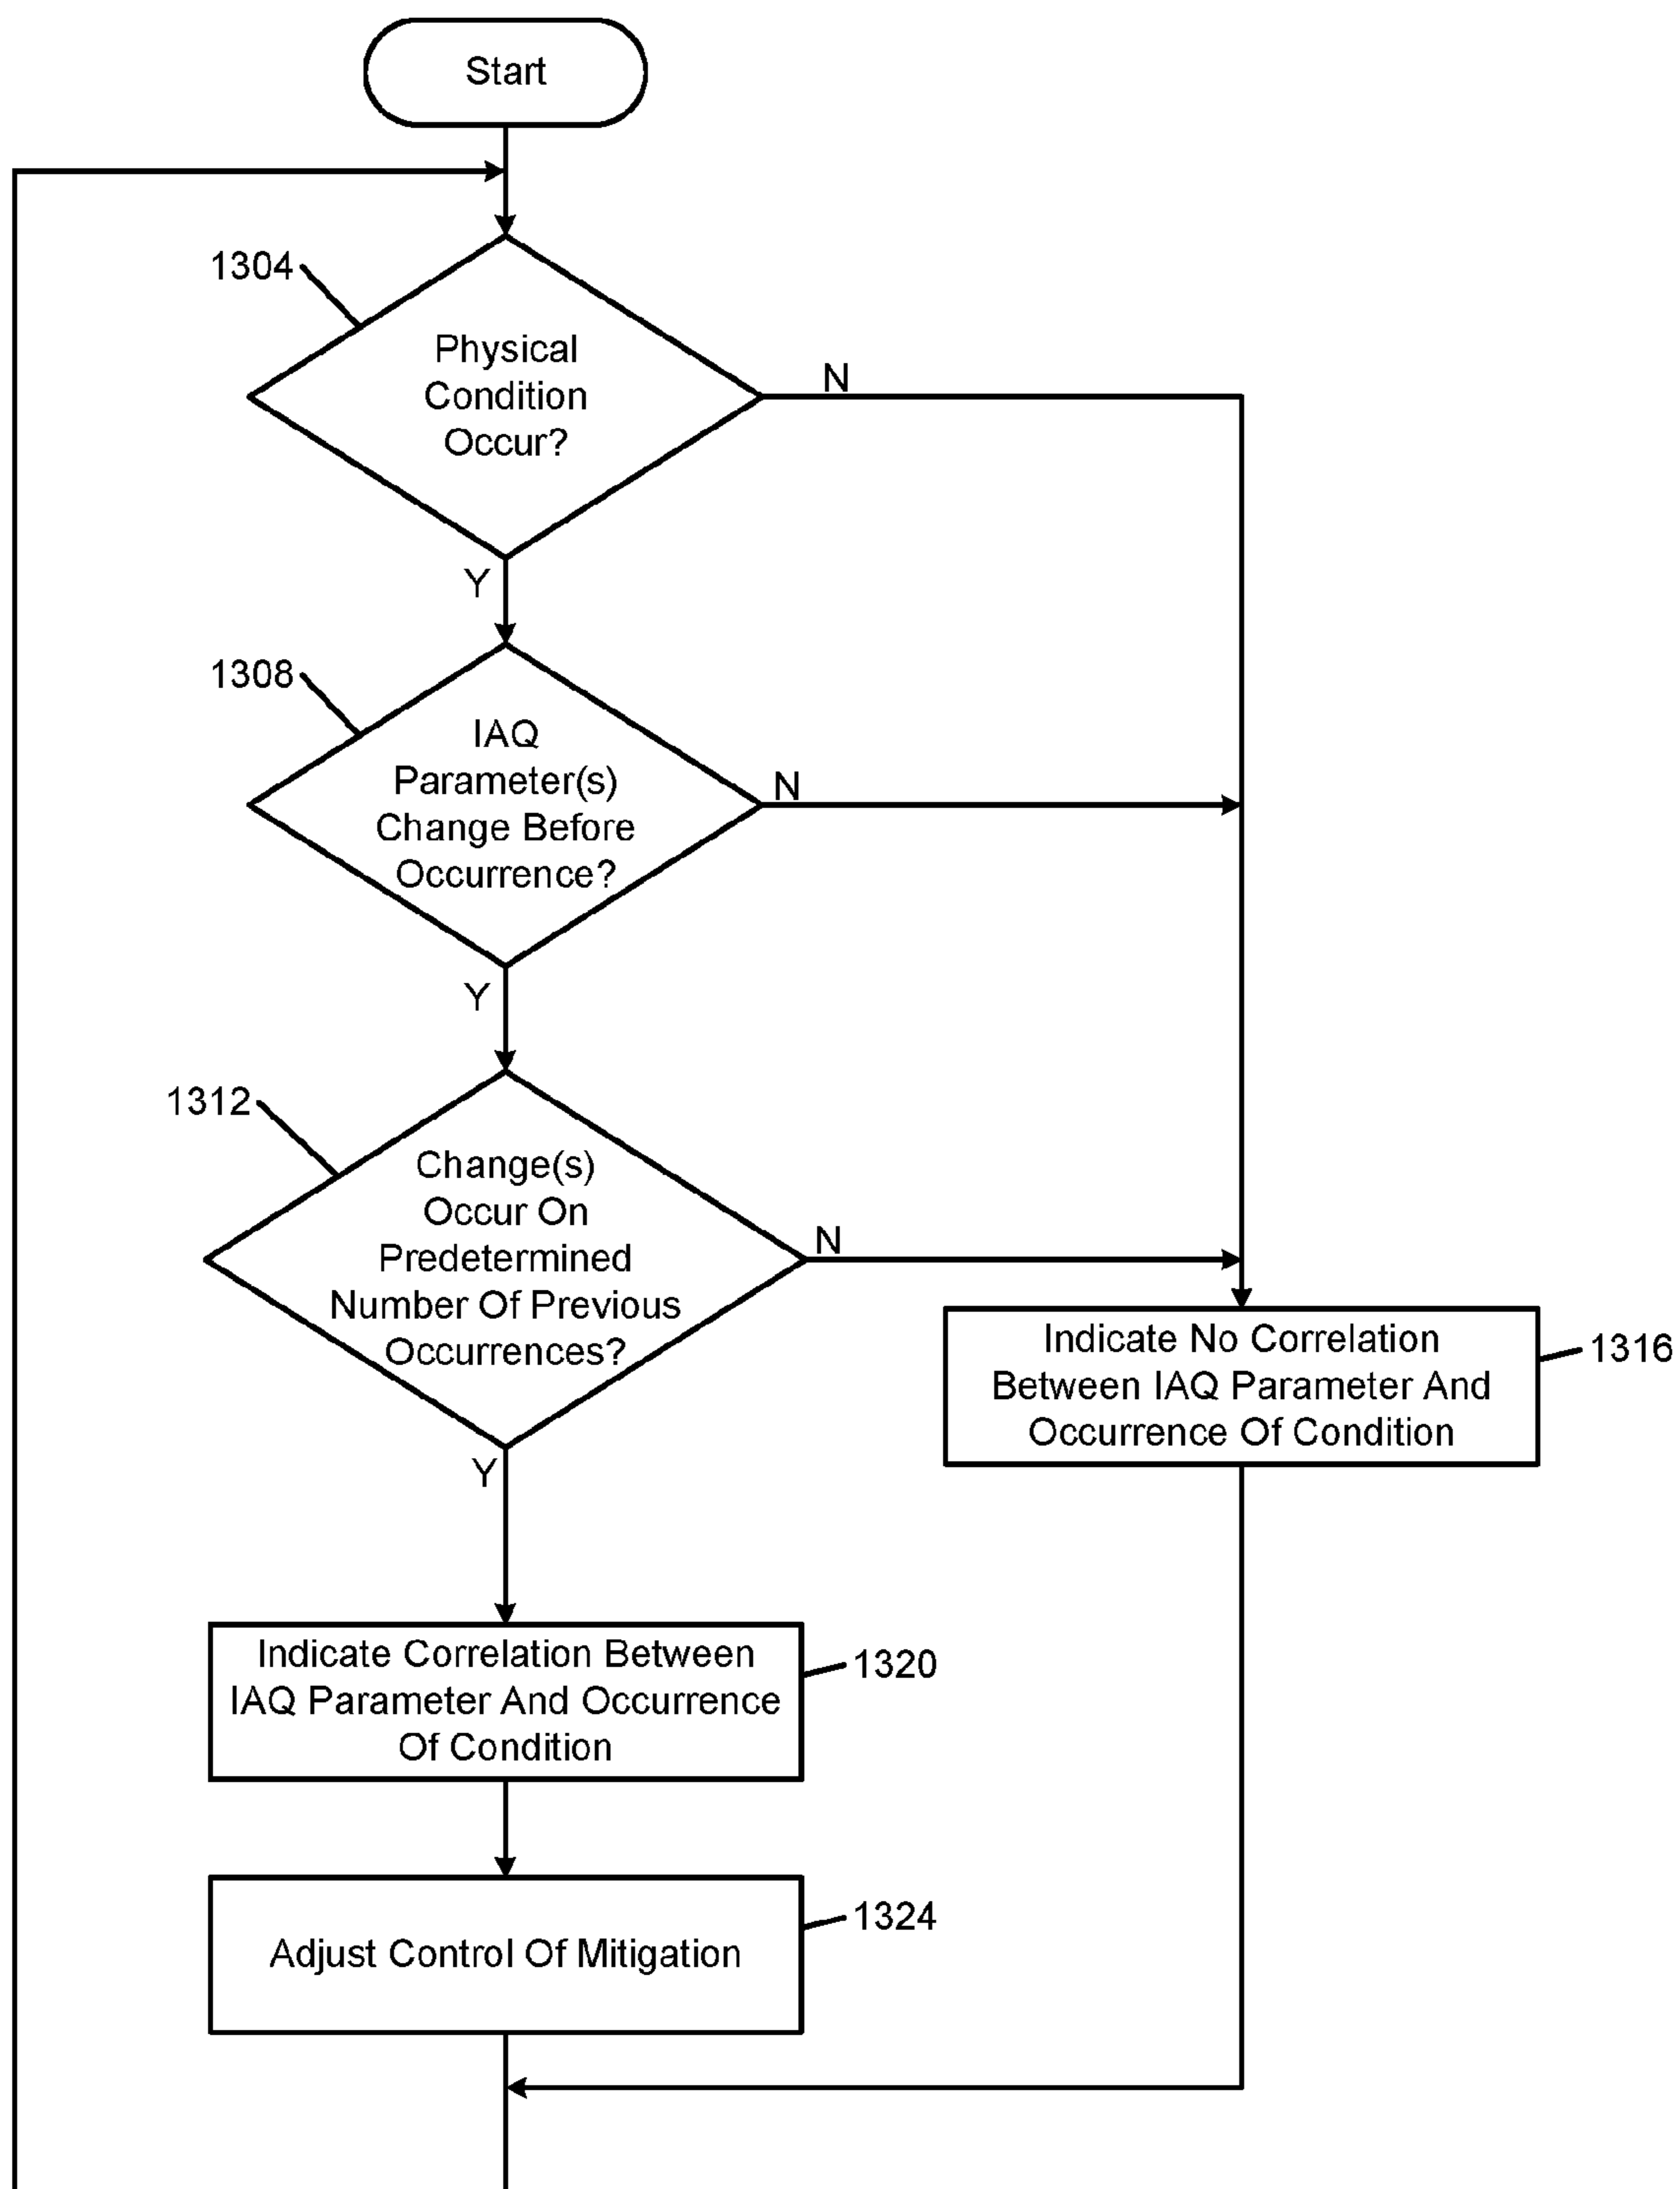 Start
1304
Physical
Condition
Occur?
N
Y
1308
IAQ
Parameter(s)
Change Before
Occurrence?
N
Y
1312
Change(s)
Occur On
Predetermined
Number Of Previous
Occurrences?
N
Y
Indicate No Correlation
Between IAQ Parameter And
Occurrence Of Condition
1316
Indicate Correlation Between
IAQ Parameter And Occurrence
Of Condition
1320
Adjust Control Of Mitigation
1324